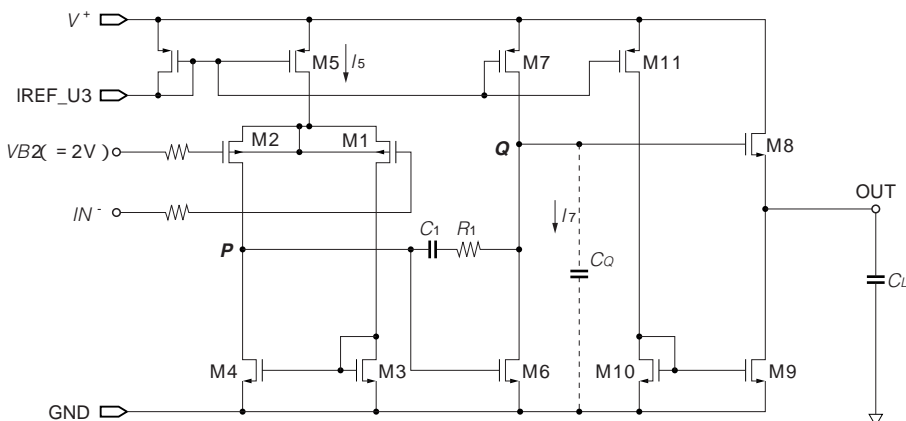 V+
M5
I5
M7
M11
IREF_U3
M2
M1
VB2( = 2V)
Q
M8
IN-
OUT
I7
C1
R1
P
CQ
CL
M4
M3
M6
M10
M9
GND